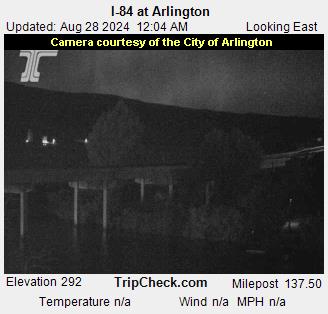 I-84 at Arlington
Updated: Aug 28 2024 12:04 AM Looking East
Camera courtesy of the City of Arlington
Elevation 292 TripCheck.com Milepost 137.50
Temperature n/a Wind n/a MPH n/a